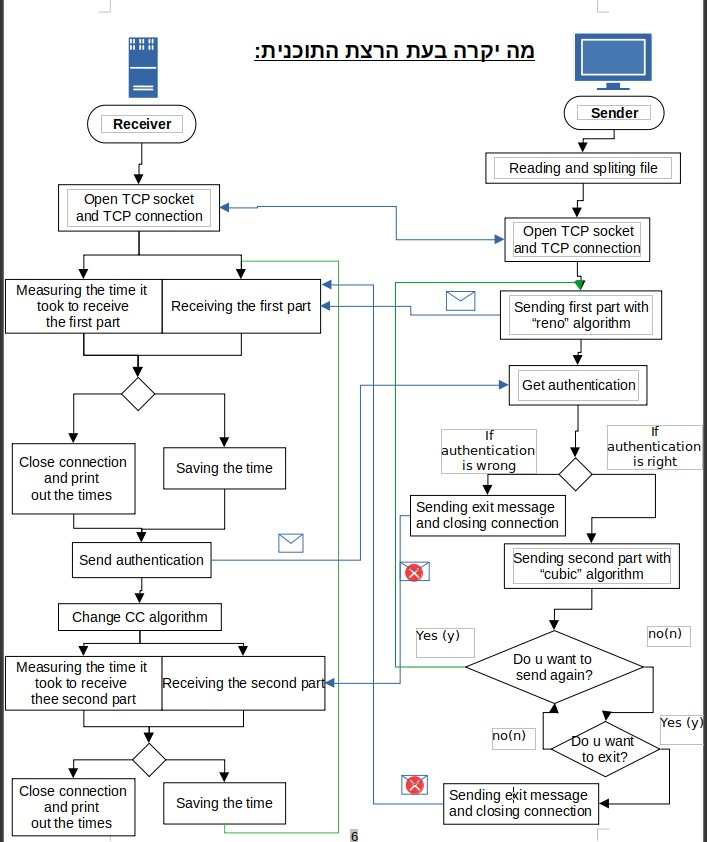 מה יקרה בעת הרצת התוכנית:
Receiver
Sender
Reading and spliting file
Open TCP socket
and TCP connection
Open TCP socket
and TCP connection
Measuring the time it
took to receive
the first part
Receiving the first part
Sending first part with
“reno” algorithm
Get authentication
If
authentication
is wrong
If
authentication
is right
Close connection
and print
out the times
Saving the time
Sending exit message
and closing connection
Send authentication
Sending second part with
“cubic” algorithm
Change CC algorithm
Yes (y)
no(n)
Measuring the time it
took to receive
thee second part
Receiving the second part
Do u want to
send again?
no(n)
Yes (y)
Do u want
to exit?
Close connection
and print
out the times
Saving the time
Sending exit message
and closing connection
6